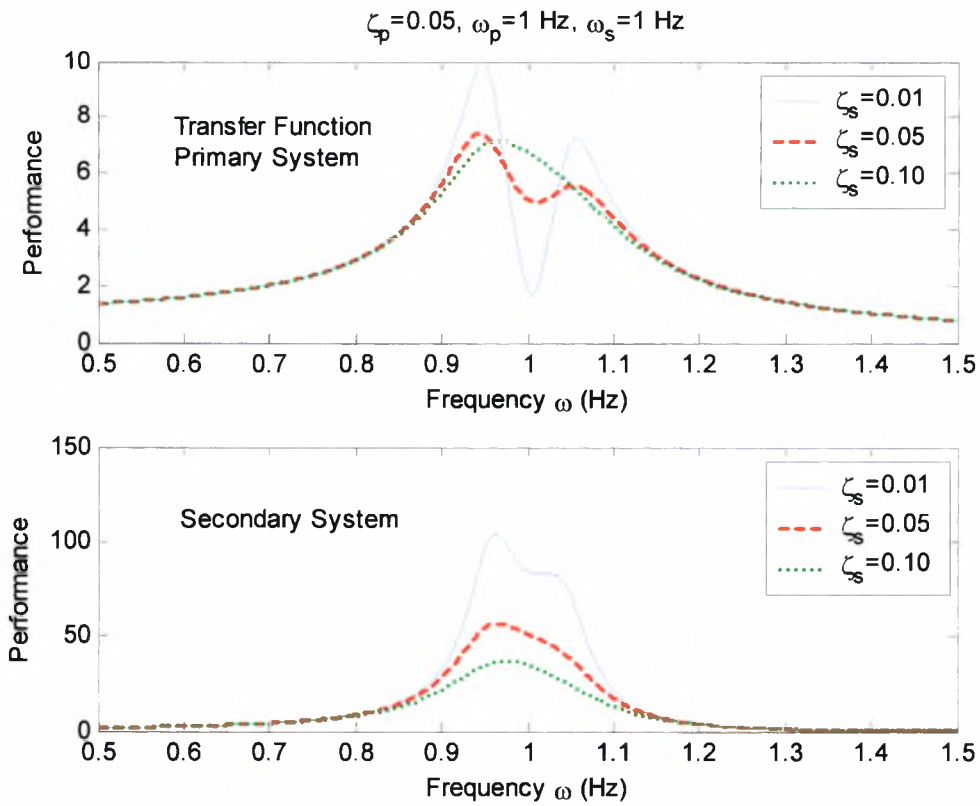 ζp=0.05, ωp=1 Hz, ωs=1 Hz
10
8
6
4
2
0
Performance
Transfer Function
Primary System
ζs=0.01
ζs=0.05
ζs=0.10
0.5 0.6 0.7 0.8 0.9 1 1.1 1.2 1.3 1.4 1.5
Frequency ω (Hz)
150
100
50
0
Performance
Secondary System
ζs=0.01
ζs=0.05
ζs=0.10
0.5 0.6 0.7 0.8 0.9 1 1.1 1.2 1.3 1.4 1.5
Frequency ω (Hz)